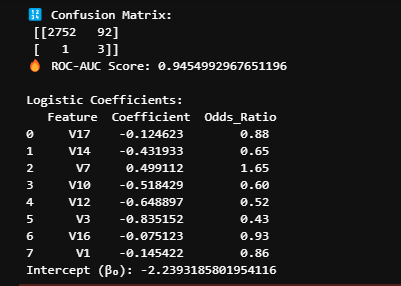 🔢 Confusion Matrix:
[[2752 92]
[ 1 3]]
🔥 ROC-AUC Score: 0.9454992967651196
Logistic Coefficients:
Feature Coefficient Odds_Ratio
0 V17 -0.124623 0.88
1 V14 -0.431933 0.65
2 V7 0.499112 1.65
3 V10 -0.518429 0.60
4 V12 -0.648897 0.52
5 V3 -0.835152 0.43
6 V16 -0.075123 0.93
7 V1 -0.145422 0.86
Intercept (β₀): -2.2393185801954116